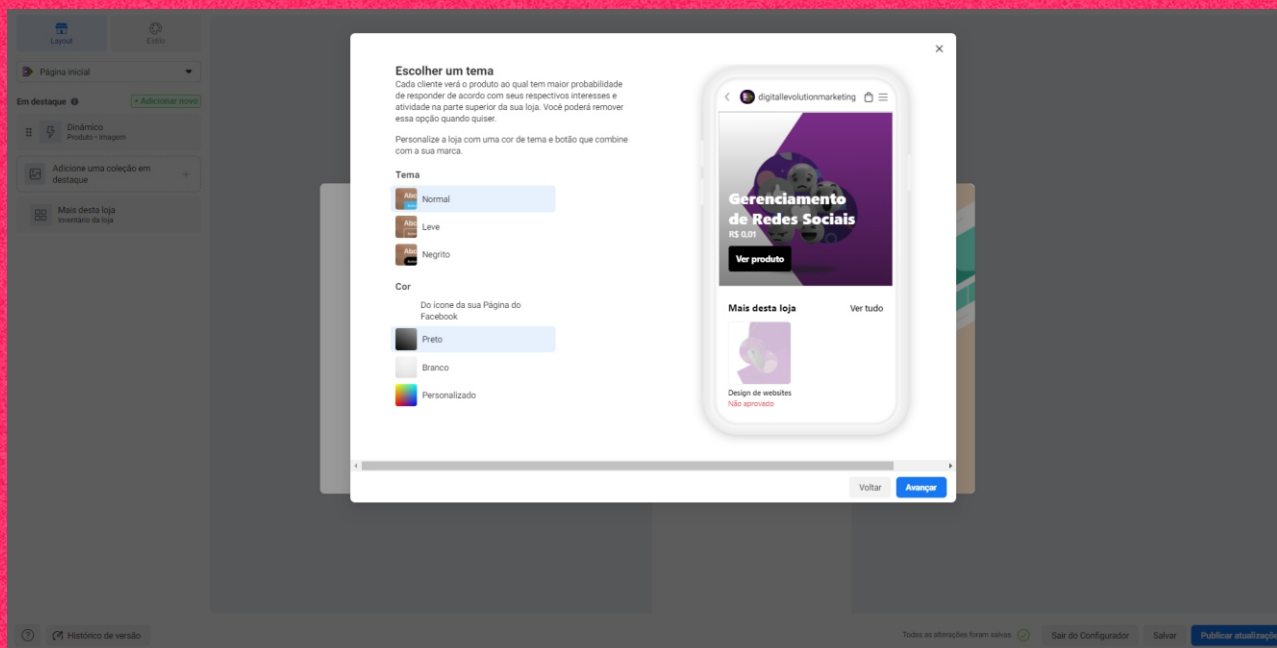 Layout
Estilo
Página inicial
Em destaque
+ Adicionar novo
Dinâmico
Produto • Imagem
Adicione uma coleção em
destaque
Mais desta loja
Inventário da loja
Escolher um tema
Cada cliente verá o produto ao qual tem maior probabilidade
de responder de acordo com seus respectivos interesses e
atividade na parte superior da sua loja. Você poderá remover
essa opção quando quiser.
Personalize a loja com uma cor de tema e botão que combine
com a sua marca.
Tema
Abc
Normal
Abc
Leve
Abc
Negrito
Cor
Do ícone da sua Página do
Facebook
Preto
Branco
Personalizado
digitallevolutionmarketing
Gerenciamento
de Redes Sociais
R$ 0,01
Ver produto
Mais desta loja
Ver tudo
Design de websites
Não aprovado
Voltar
Avançar
Histórico de versão
Todas as alterações foram salvas.
Sair do Configurador
Salvar
Publicar atualizaçõe